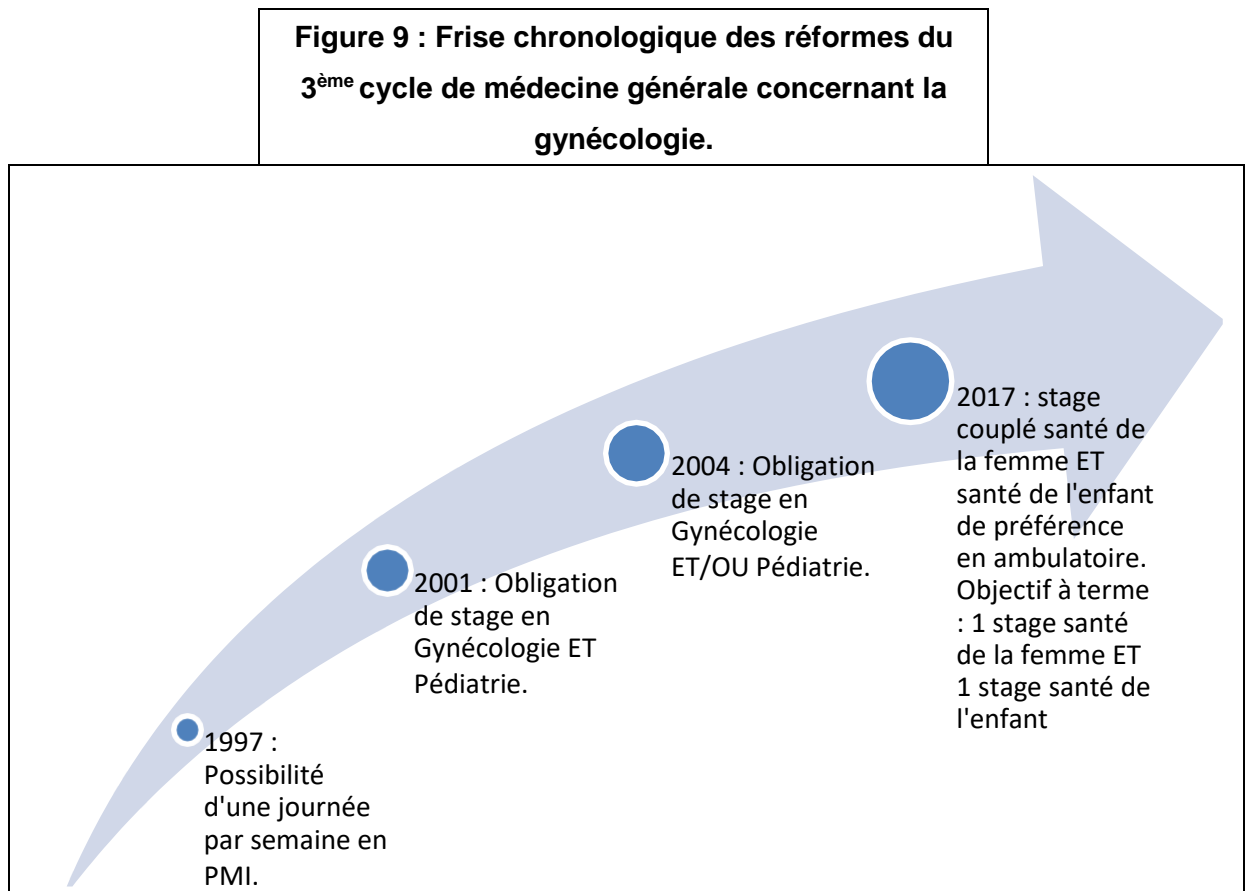 Figure 9 : Frise chronologique des réformes du
3ème cycle de médecine générale concernant la
gynécologie.
1997 :
Possibilité
d'une journée
par semaine en
PMI.
2001 : Obligation
de stage en
Gynécologie ET
Pédiatrie.
2004 : Obligation
de stage en
Gynécologie
ET/OU Pédiatrie.
2017 : stage
couplé santé de
la femme ET
santé de l'enfant
de préférence
en ambulatoire.
Objectif à terme
: 1 stage santé
de la femme ET
1 stage santé de
l'enfant